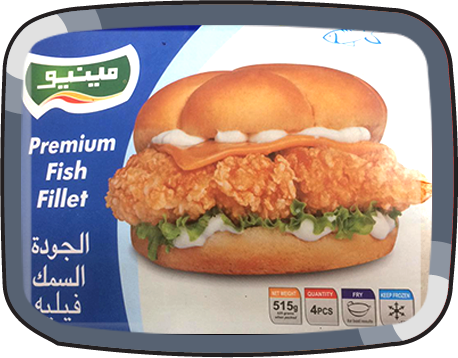 مينيو
Premium
Fish
Fillet
الجودة
السمك
فيليه
NET WEIGHT
515g
QUANTITY
4PCS
FRY
KEEP FROZEN